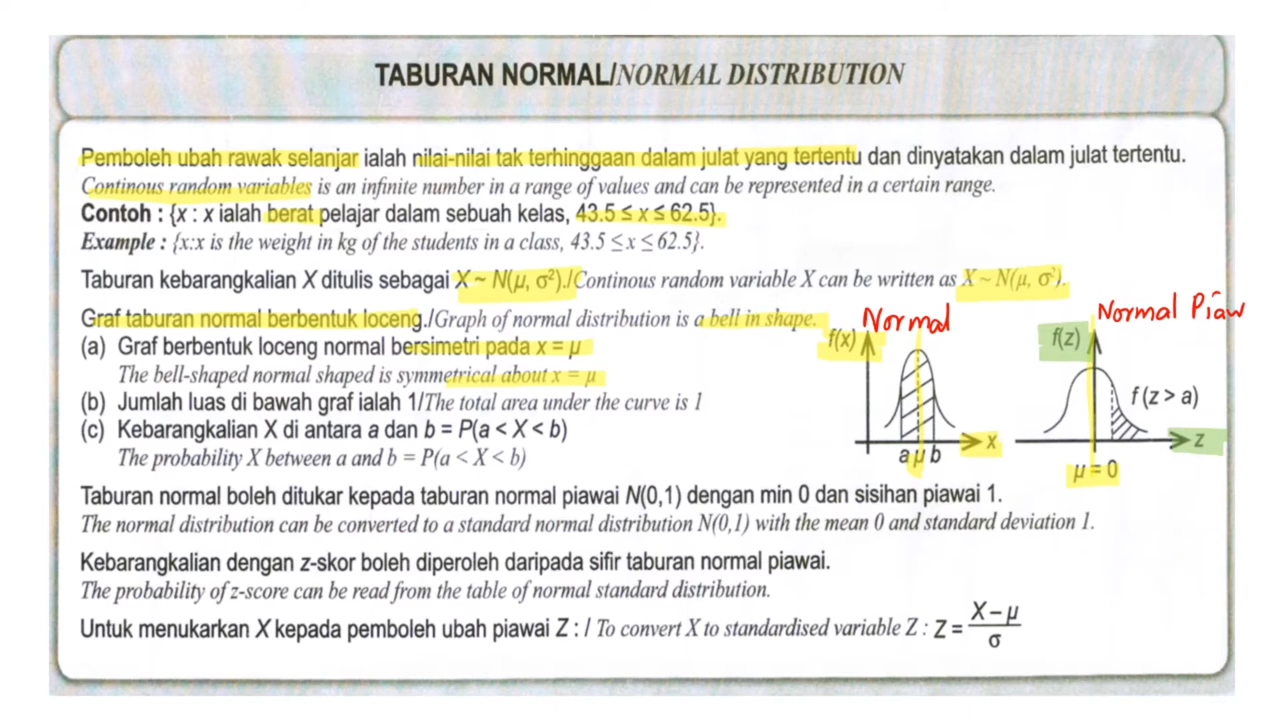 TABURAN NORMAL/NORMAL DISTRIBUTION
Pemboleh ubah rawak selanjar ialah nilai-nilai tak terhinggaan dalam julat yang tertentu dan dinyatakan dalam julat tertentu.
Continous random variables is an infinite number in a range of values and can be represented in a certain range.
Contoh : {x : x ialah berat pelajar dalam sebuah kelas, 43.5 ≤ x ≤ 62.5}.
Example : {x:x is the weight in kg of the students in a class, 43.5 ≤ x ≤ 62.5}.
Taburan kebarangkalian X ditulis sebagai X ~ N(μ, σ²)./Continous random variable X can be written as X ~ N(μ, σ²).
Graf taburan normal berbentuk loceng./Graph of normal distribution is a bell in shape.
(a) Graf berbentuk loceng normal bersimetri pada x = μ
The bell-shaped normal shaped is symmetrical about x = μ
(b) Jumlah luas di bawah graf ialah 1/The total area under the curve is 1
(c) Kebarangkalian X di antara a dan b = P(a < X < b)
The probability X between a and b = P(a < X < b)
Normal
f(x)
x
a μ b
Normal Piaw
f(z)
f(z > a)
z
μ = 0
Taburan normal boleh ditukar kepada taburan normal piawai N(0,1) dengan min 0 dan sisihan piawai 1.
The normal distribution can be converted to a standard normal distribution N(0,1) with the mean 0 and standard deviation 1.
Kebarangkalian dengan z-skor boleh diperoleh daripada sifir taburan normal piawai.
The probability of z-score can be read from the table of normal standard distribution.
Untuk menukarkan X kepada pemboleh ubah piawai Z : / To convert X to standardised variable Z : Z = (X – μ)/σ